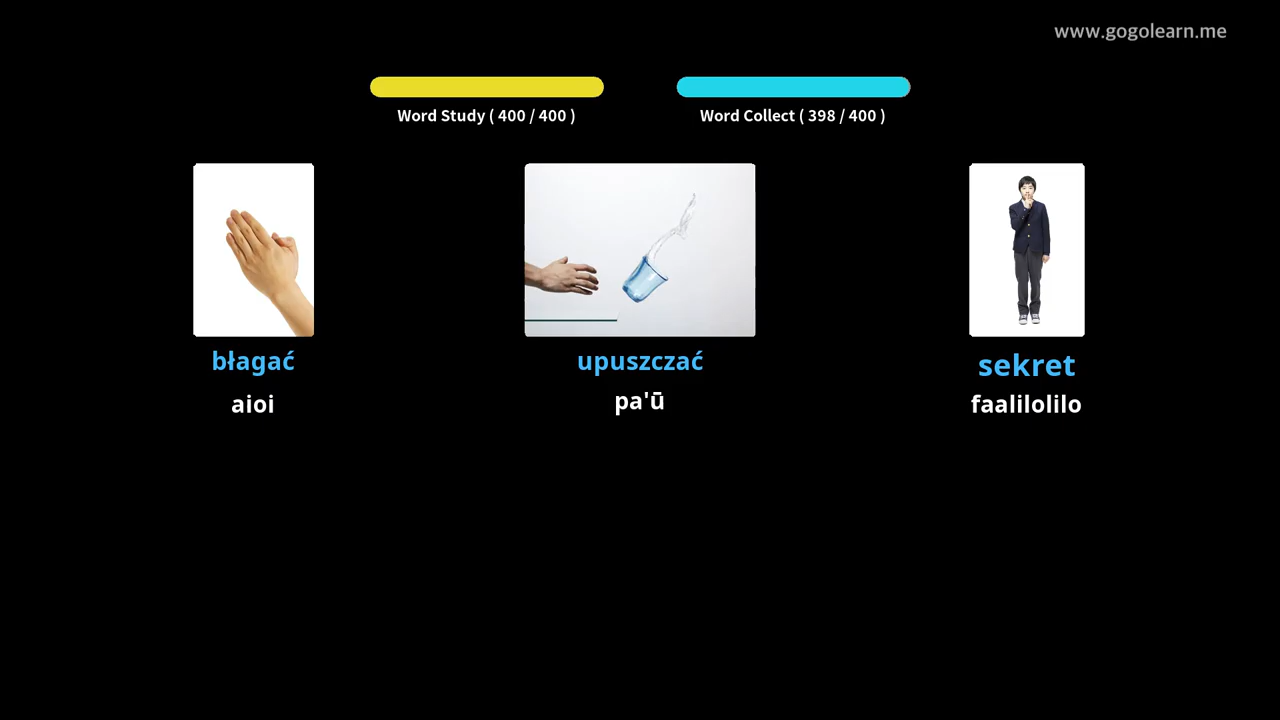 www.gogolearn.me
Word Study ( 400 / 400 )
Word Collect ( 398 / 400 )
błagać
upuszczać
sekret
aioi
pa'ū
faalilolilo